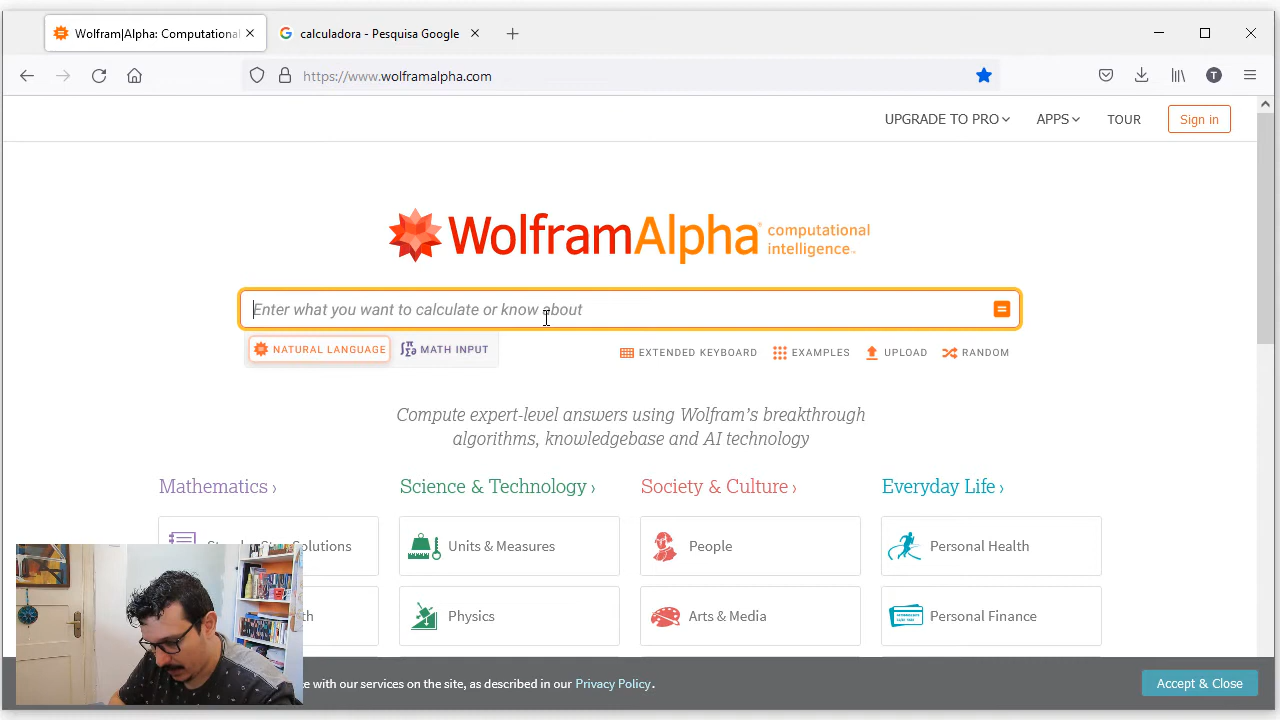 Wolfram|Alpha: Computational
calculadora - Pesquisa Google
https://www.wolframalpha.com
UPGRADE TO PRO
APPS
TOUR
Sign in
WolframAlpha computational intelligence™
Enter what you want to calculate or know about
NATURAL LANGUAGE
MATH INPUT
EXTENDED KEYBOARD
EXAMPLES
UPLOAD
RANDOM
Compute expert-level answers using Wolfram's breakthrough
algorithms, knowledgebase and AI technology
Mathematics ›
Science & Technology ›
Society & Culture ›
Everyday Life ›
Solutions
Units & Measures
People
Personal Health
Physics
Arts & Media
Personal Finance
with our services on the site, as described in our Privacy Policy.
Accept & Close